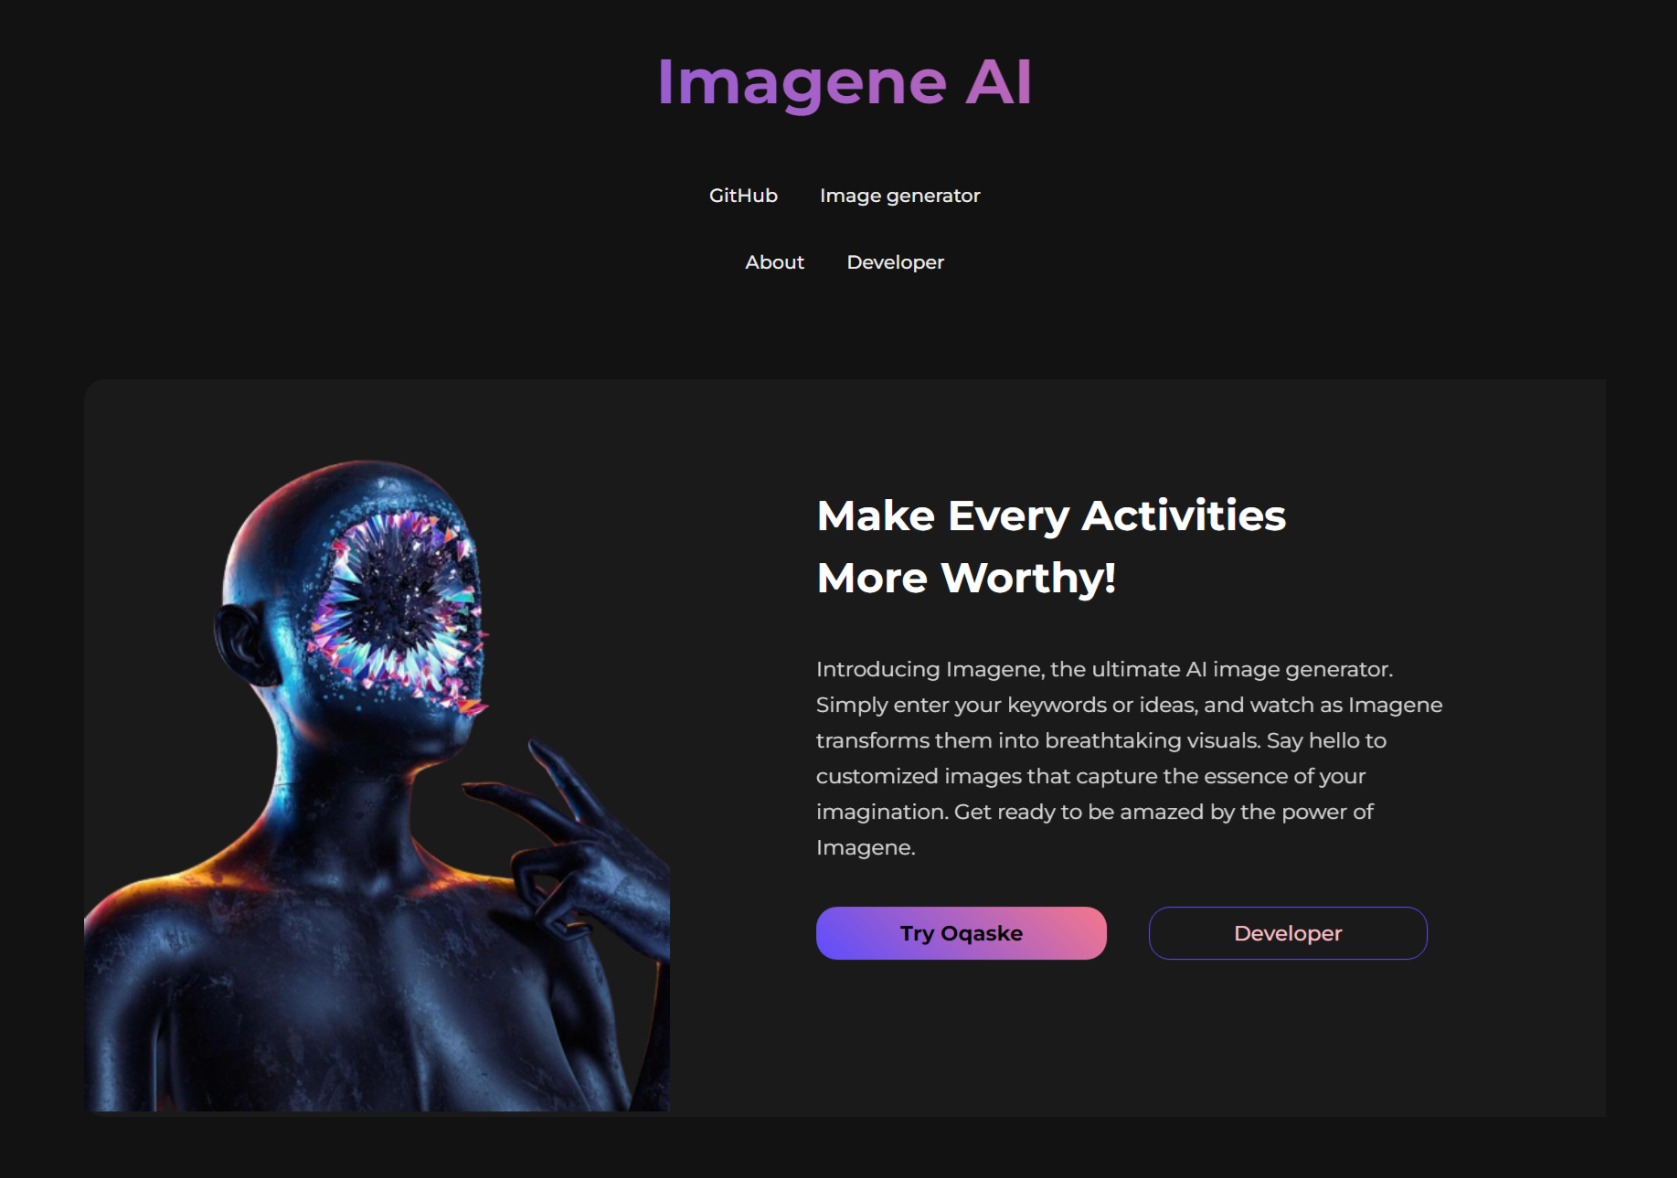 Imagene AI
GitHub Image generator
About Developer
Make Every Activities
More Worthy!
Introducing Imagene, the ultimate AI image generator.
Simply enter your keywords or ideas, and watch as Imagene
transforms them into breathtaking visuals. Say hello to
customized images that capture the essence of your
imagination. Get ready to be amazed by the power of
Imagene.
Try Oqaske Developer